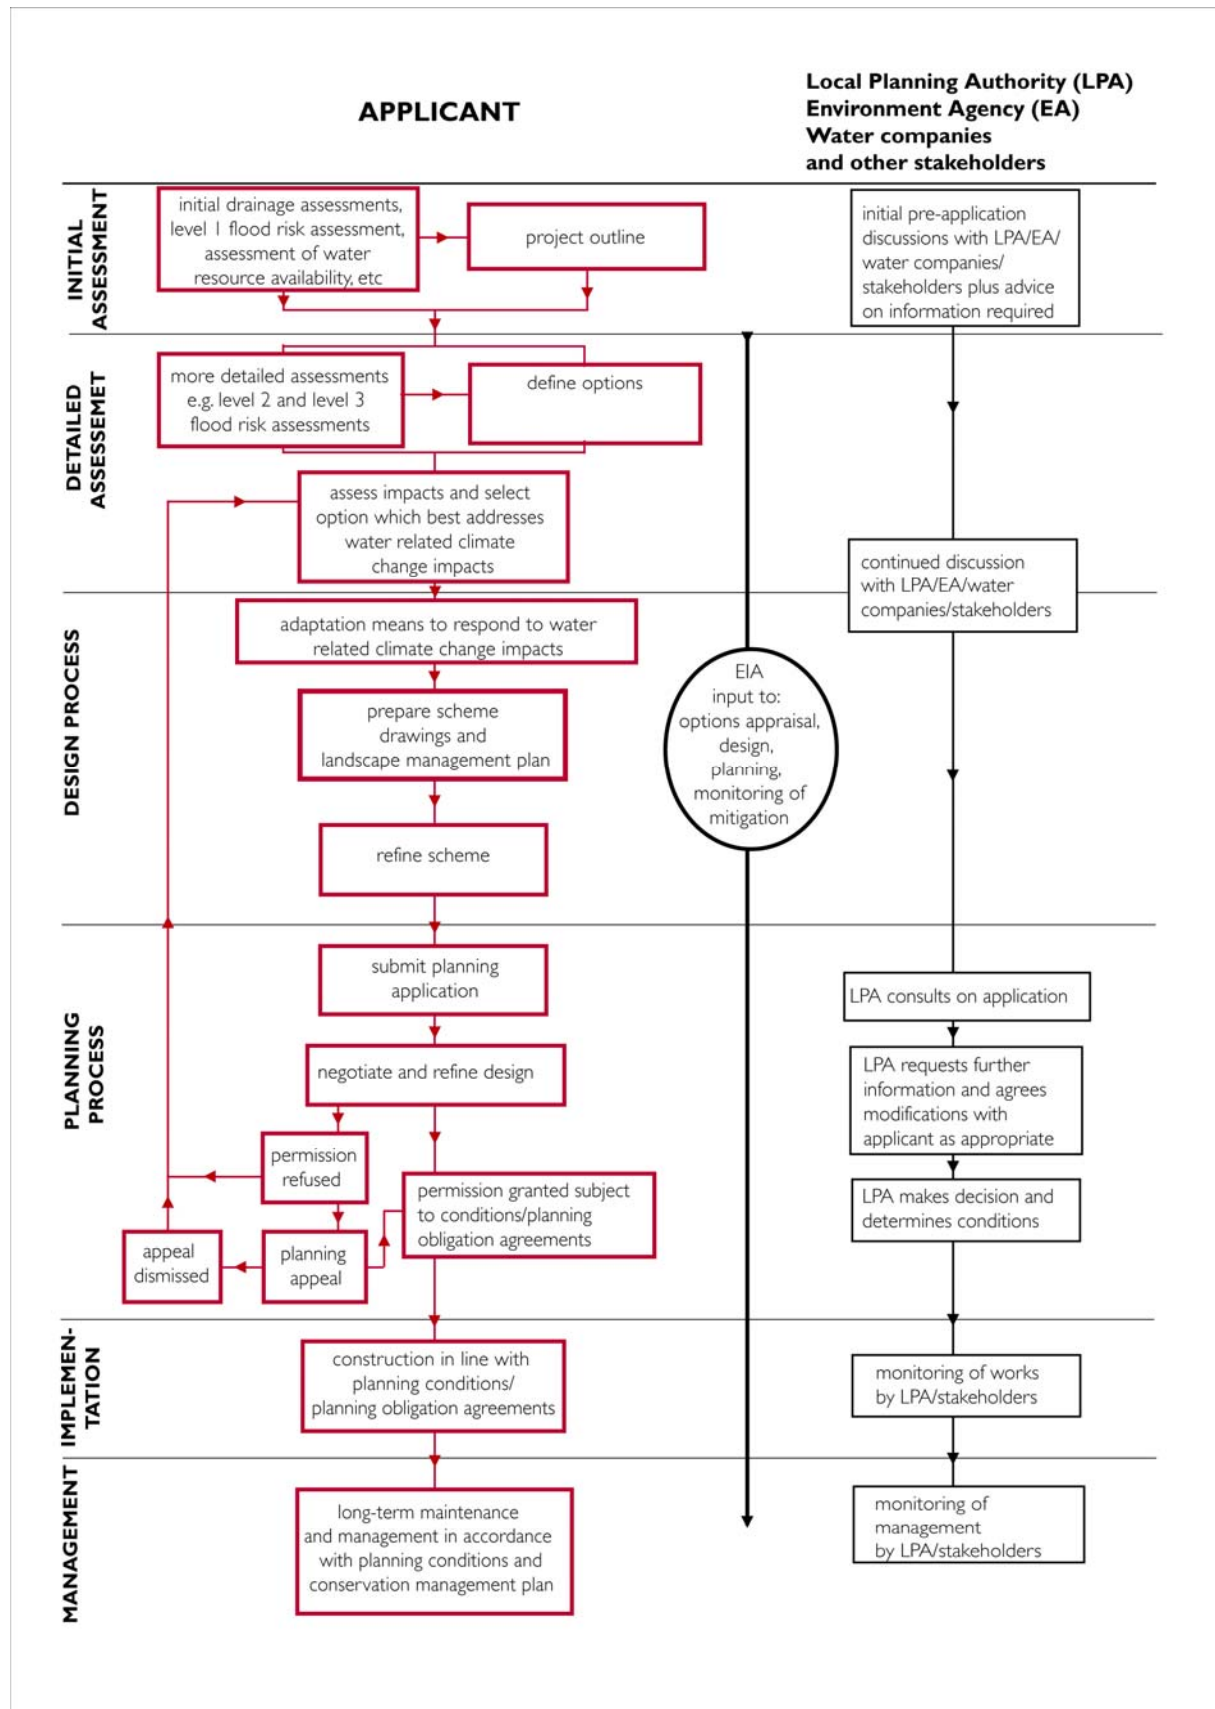 APPLICANT
Local Planning Authority (LPA)
Environment Agency (EA)
Water companies
and other stakeholders
INITIAL
ASSESSMENT
initial drainage assessments,
level 1 flood risk assessment,
assessment of water
resource availability, etc
project outline
initial pre-application
discussions with LPA/EA/
water companies/
stakeholders plus advice
on information required
DETAILED
ASSESSEMET
more detailed assessments
e.g. level 2 and level 3
flood risk assessments
define options
assess impacts and select
option which best addresses
water related climate
change impacts
continued discussion
with LPA/EA/water
companies/stakeholders
DESIGN PROCESS
adaptation means to respond to water
related climate change impacts
prepare scheme
drawings and
landscape management plan
refine scheme
EIA
input to:
options appraisal,
design,
planning,
monitoring of
mitigation
PLANNING
PROCESS
submit planning
application
negotiate and refine design
permission
refused
permission granted subject
to conditions/planning
obligation agreements
appeal
dismissed
planning
appeal
LPA consults on application
LPA requests further
information and agrees
modifications with
applicant as appropriate
LPA makes decision and
determines conditions
IMPLEMEN-
TATION
construction in line with
planning conditions/
planning obligation agreements
monitoring of works
by LPA/stakeholders
MANAGEMENT
long-term maintenance
and management in accordance
with planning conditions and
conservation management plan
monitoring of
management
by LPA/stakeholders